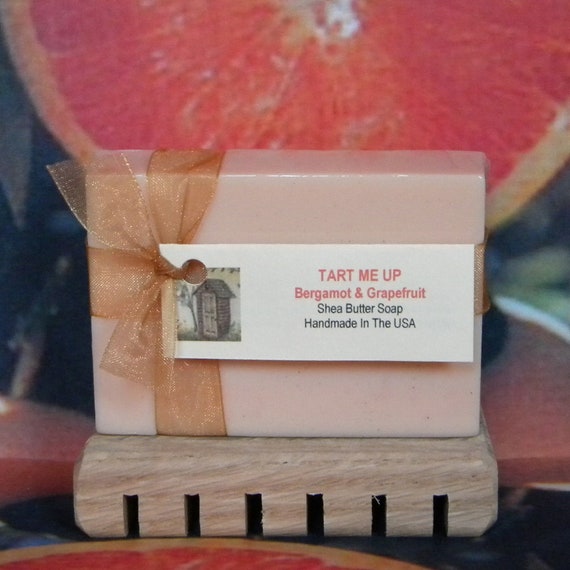 TART ME UP
Bergamot & Grapefruit
Shea Butter Soap
Handmade In The USA